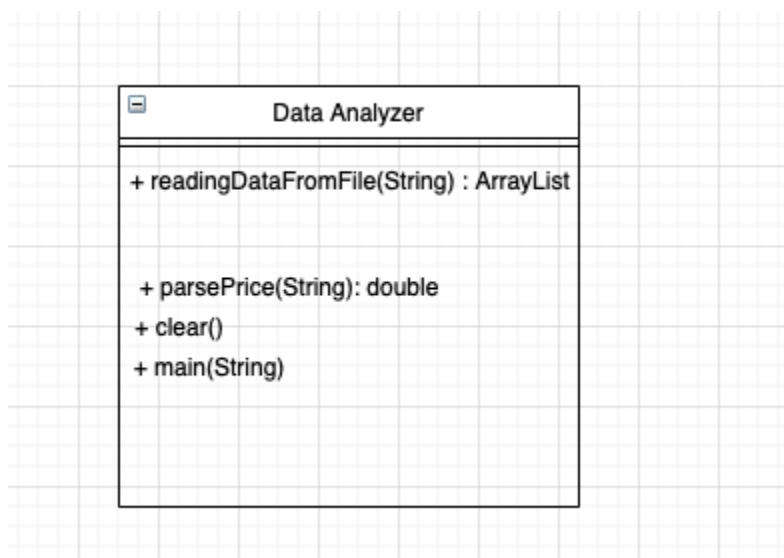 Data Analyzer
+ readingDataFromFile(String) : ArrayList
+ parsePrice(String): double
+ clear()
+ main(String)